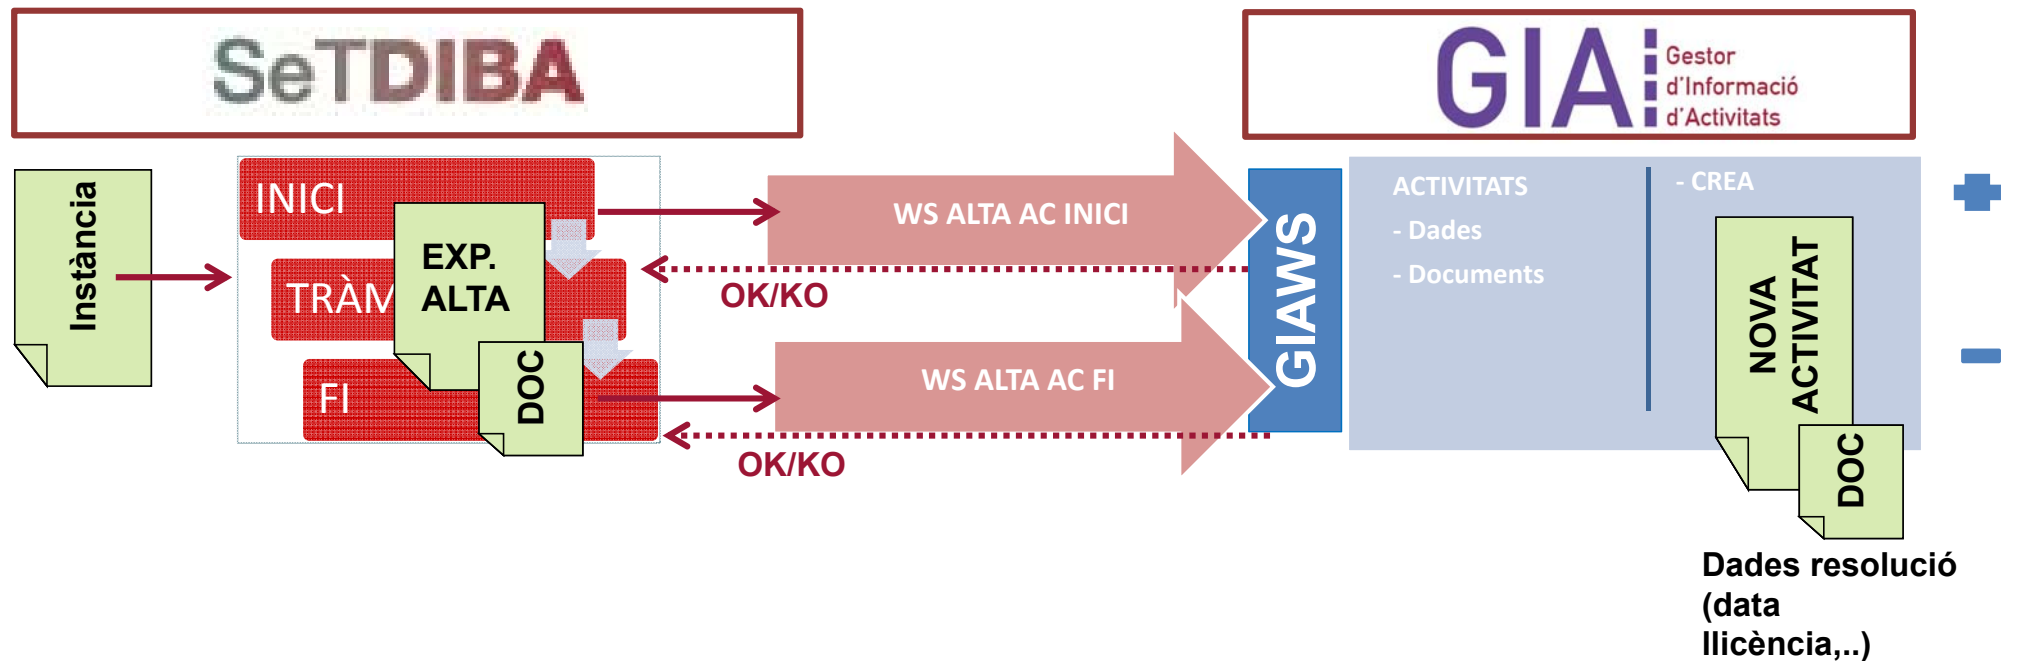 SeTDIBA
GIA
Gestor
d'Informació
d'Activitats
Instància
INICI
EXP.
ALTA
TRÀM
FI
DOC
WS ALTA AC INICI
OK/KO
WS ALTA AC FI
OK/KO
GIAWS
ACTIVITATS
- Dades
- Documents
- CREA
NOVA
ACTIVITAT
DOC
Dades resolució
(data
llicència,..)